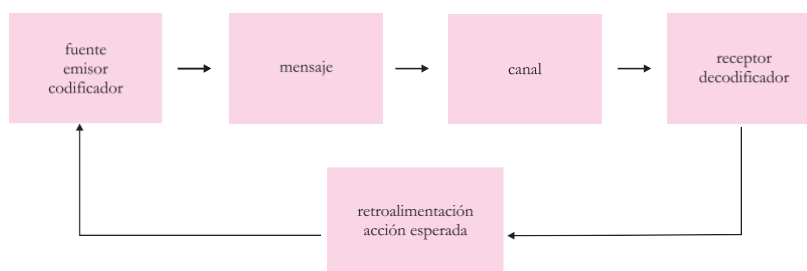 fuente
emisor
codificador
mensaje
canal
receptor
decodificador
retroalimentación
acción esperada